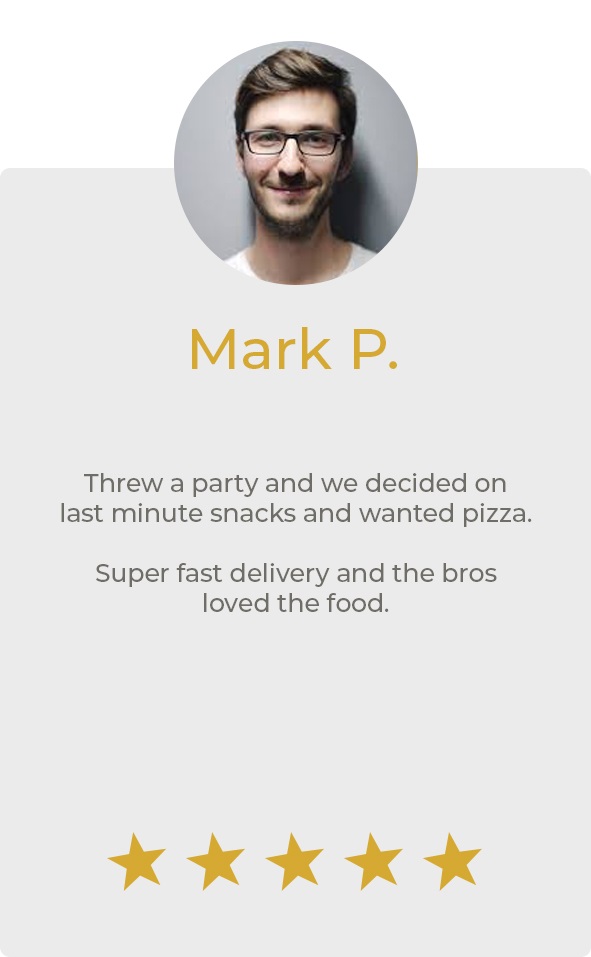 Mark P.
Threw a party and we decided on
last minute snacks and wanted pizza.
Super fast delivery and the bros
loved the food.